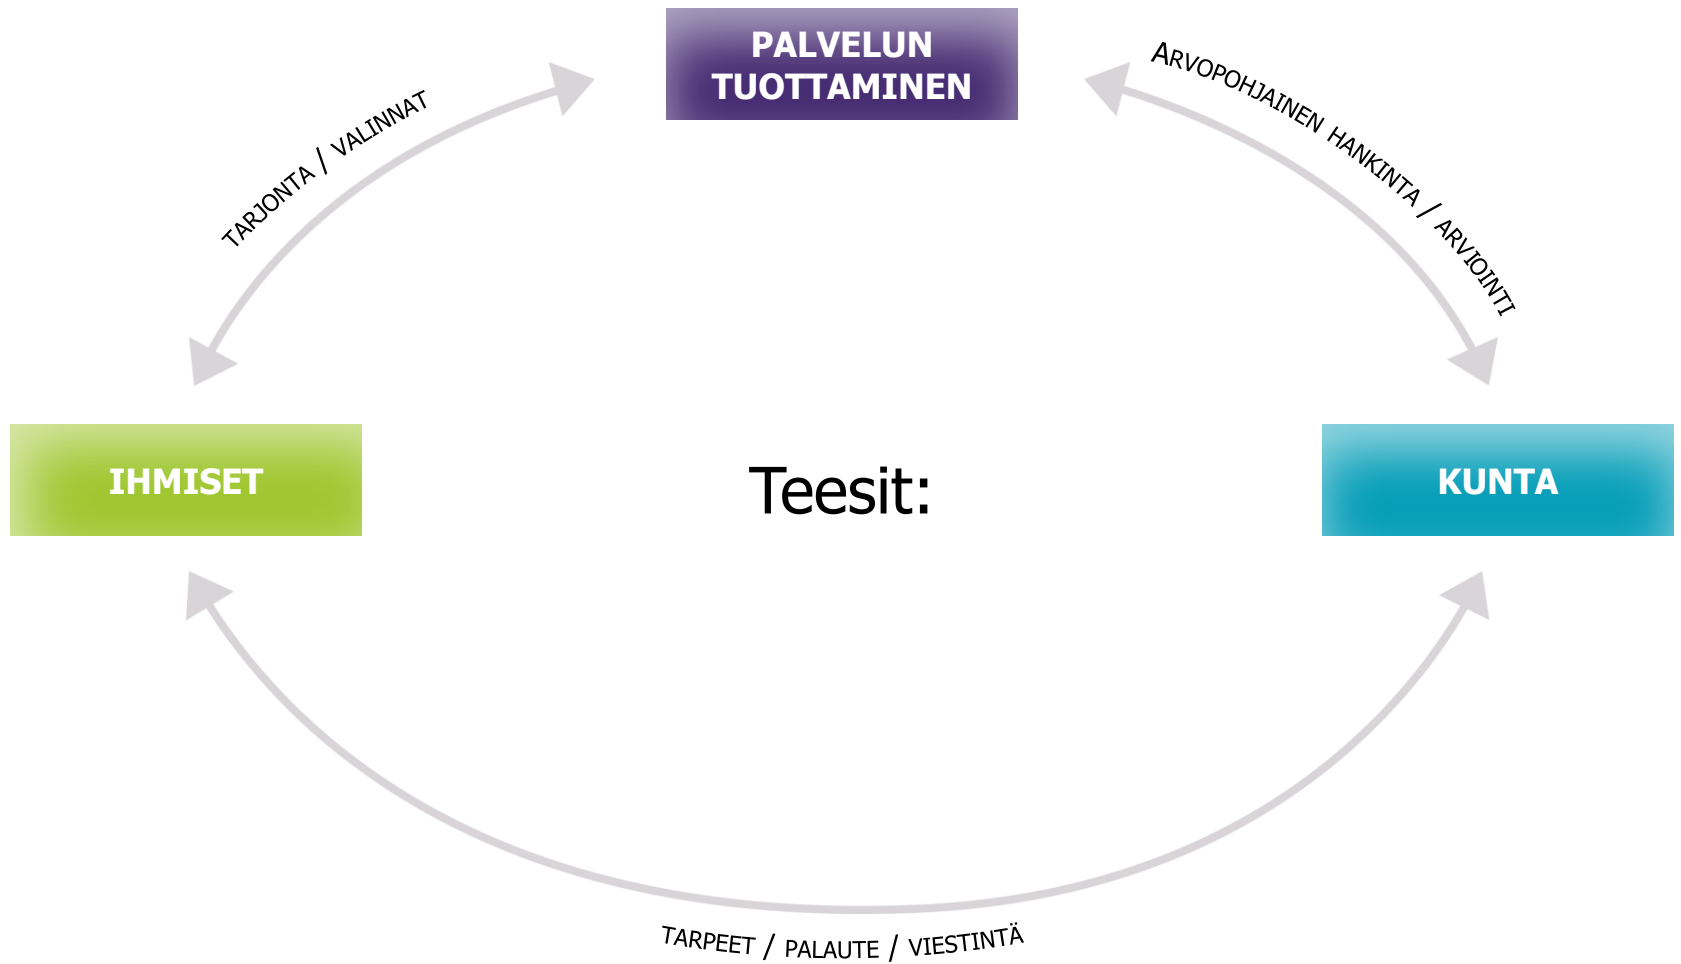 PALVELUN
TUOTTAMINEN
TARJONTA / VALINNAT
ARVOPOHJAINEN HANKINTA / ARVIOINTI
IHMISET
Teesit:
KUNTA
TARPEET / PALAUTE / VIESTINTÄ